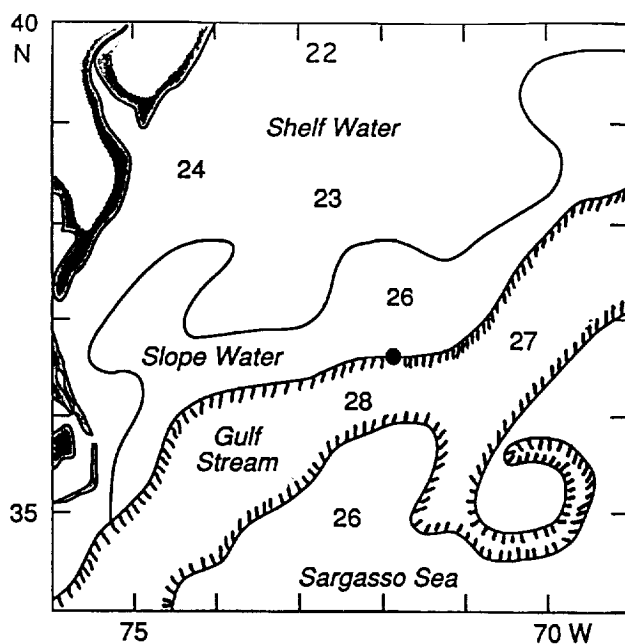 40
N
22
Shelf Water
24
23
26
Slope Water
27
28
Gulf
Stream
35
26
Sargasso Sea
75
70 W